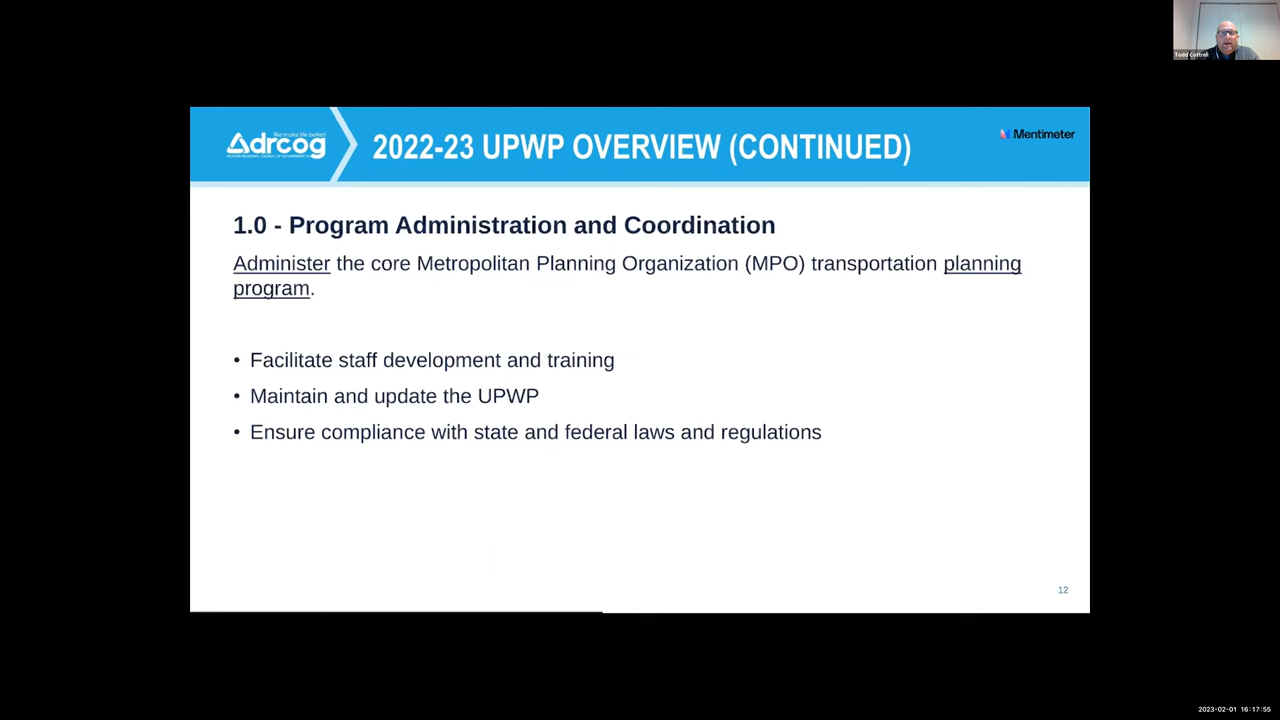 Todd Cottrell
We make life better!
drcog
DENVER REGIONAL COUNCIL OF GOVERNMENTS
2022-23 UPWP OVERVIEW (CONTINUED)
Mentimeter
1.0 - Program Administration and Coordination
Administer the core Metropolitan Planning Organization (MPO) transportation planning
program.
• Facilitate staff development and training
• Maintain and update the UPWP
• Ensure compliance with state and federal laws and regulations
12
2023-02-01 16:17:55